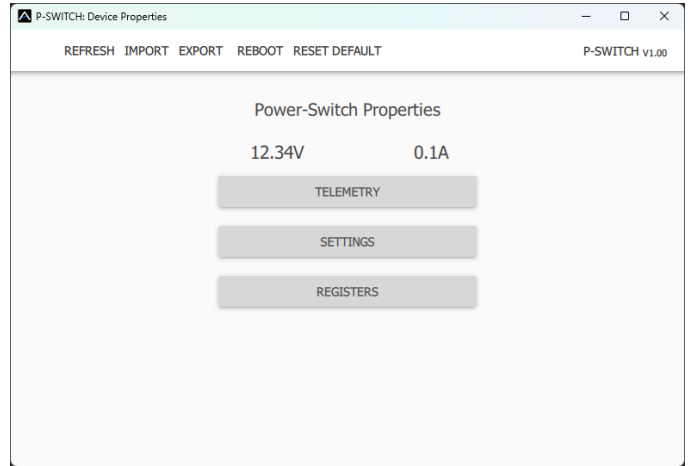 P-SWITCH: Device Properties
REFRESH IMPORT EXPORT REBOOT RESET DEFAULT P-SWITCH V1.00
Power-Switch Properties
12.34V 0.1A
TELEMETRY
SETTINGS
REGISTERS